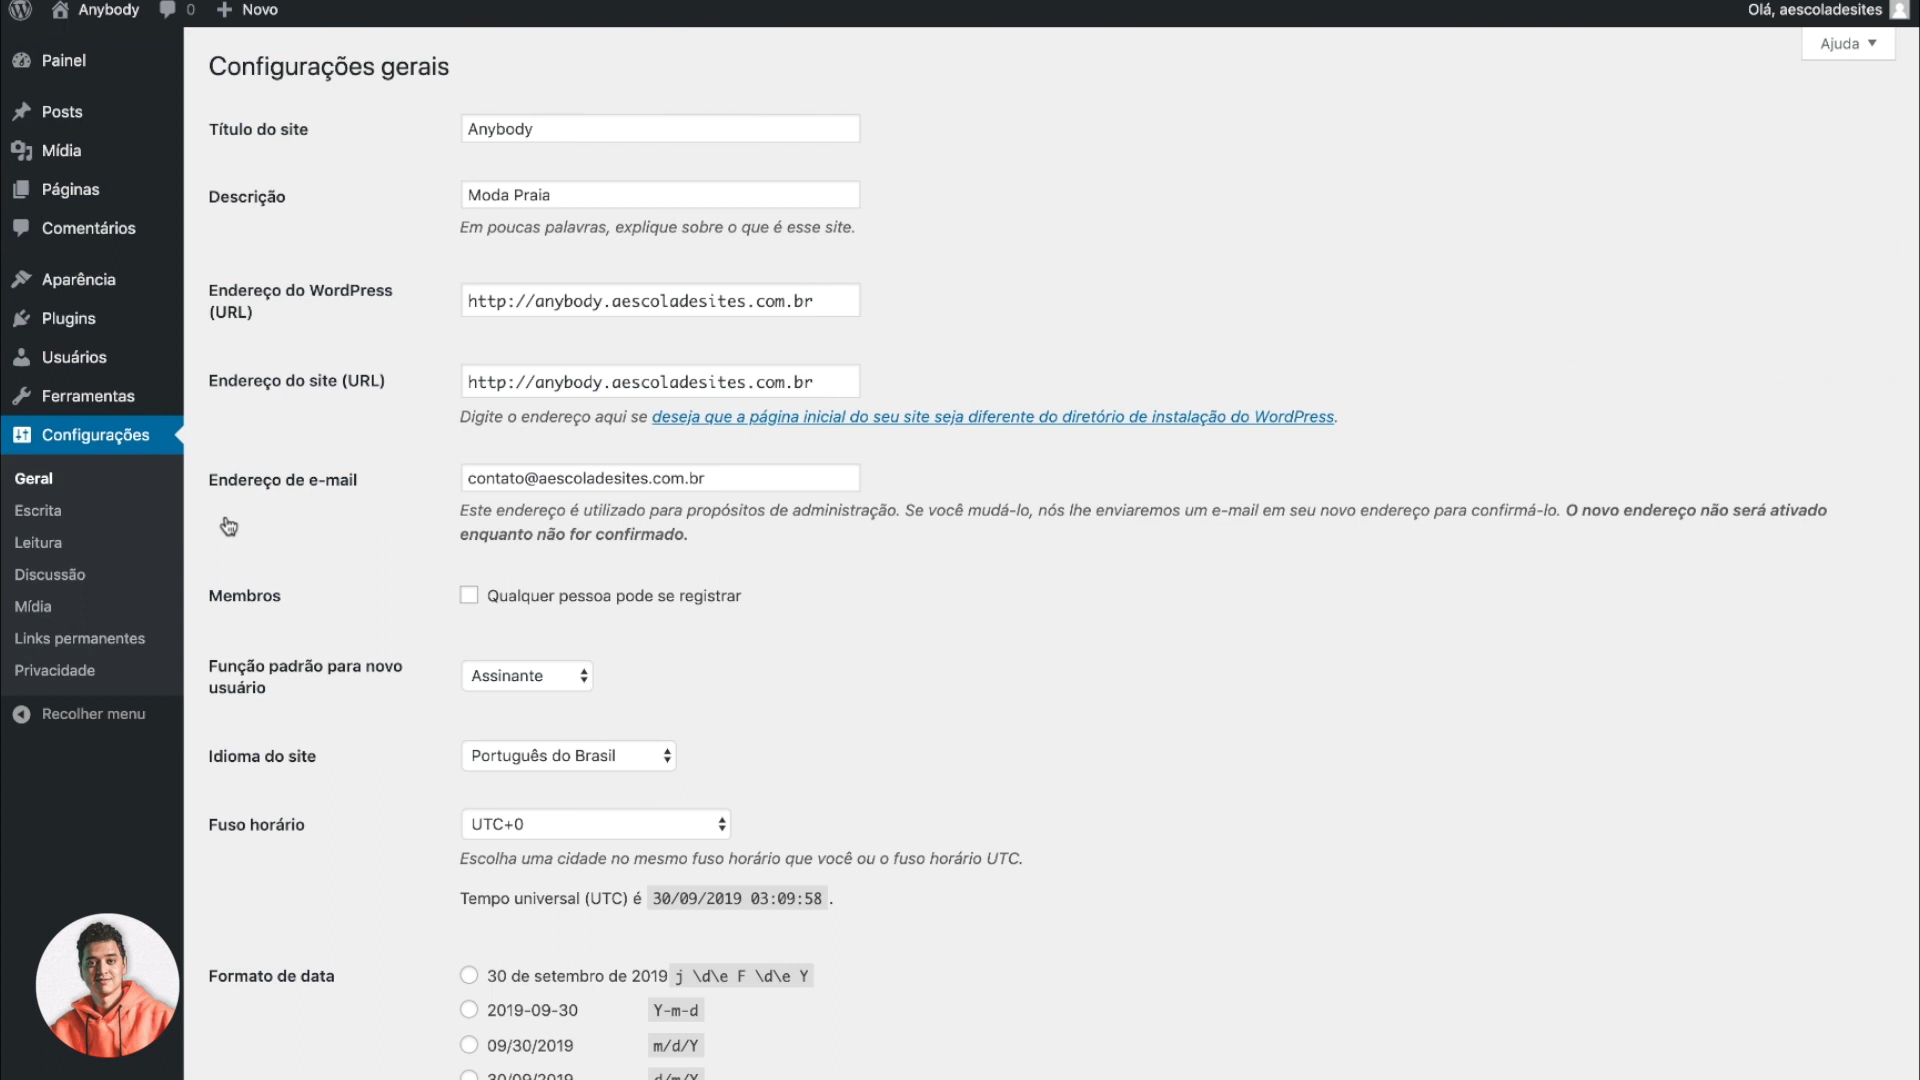 Anybody
0
Novo
Olá, aescoladesites
Ajuda
Painel
Posts
Mídia
Páginas
Comentários
Aparência
Plugins
Usuários
Ferramentas
Configurações
Geral
Escrita
Leitura
Discussão
Mídia
Links permanentes
Privacidade
Recolher menu
Configurações gerais
Título do site
Anybody
Descrição
Moda Praia
Em poucas palavras, explique sobre o que é esse site.
Endereço do WordPress
(URL)
http://anybody.aescoladesites.com.br
Endereço do site (URL)
http://anybody.aescoladesites.com.br
Digite o endereço aqui se deseja que a página inicial do seu site seja diferente do diretório de instalação do WordPress.
Endereço de e-mail
contato@aescoladesites.com.br
Este endereço é utilizado para propósitos de administração. Se você mudá-lo, nós lhe enviaremos um e-mail em seu novo endereço para confirmá-lo. O novo endereço não será ativado
enquanto não for confirmado.
Membros
Qualquer pessoa pode se registrar
Função padrão para novo
usuário
Assinante
Idioma do site
Português do Brasil
Fuso horário
UTC+0
Escolha uma cidade no mesmo fuso horário que você ou o fuso horário UTC.
Tempo universal (UTC) é 30/09/2019 03:09:58 .
Formato de data
30 de setembro de 2019 j \d\e F \d\e Y
2019-09-30 Y-m-d
09/30/2019 m/d/Y
30/09/2019 d/m/Y